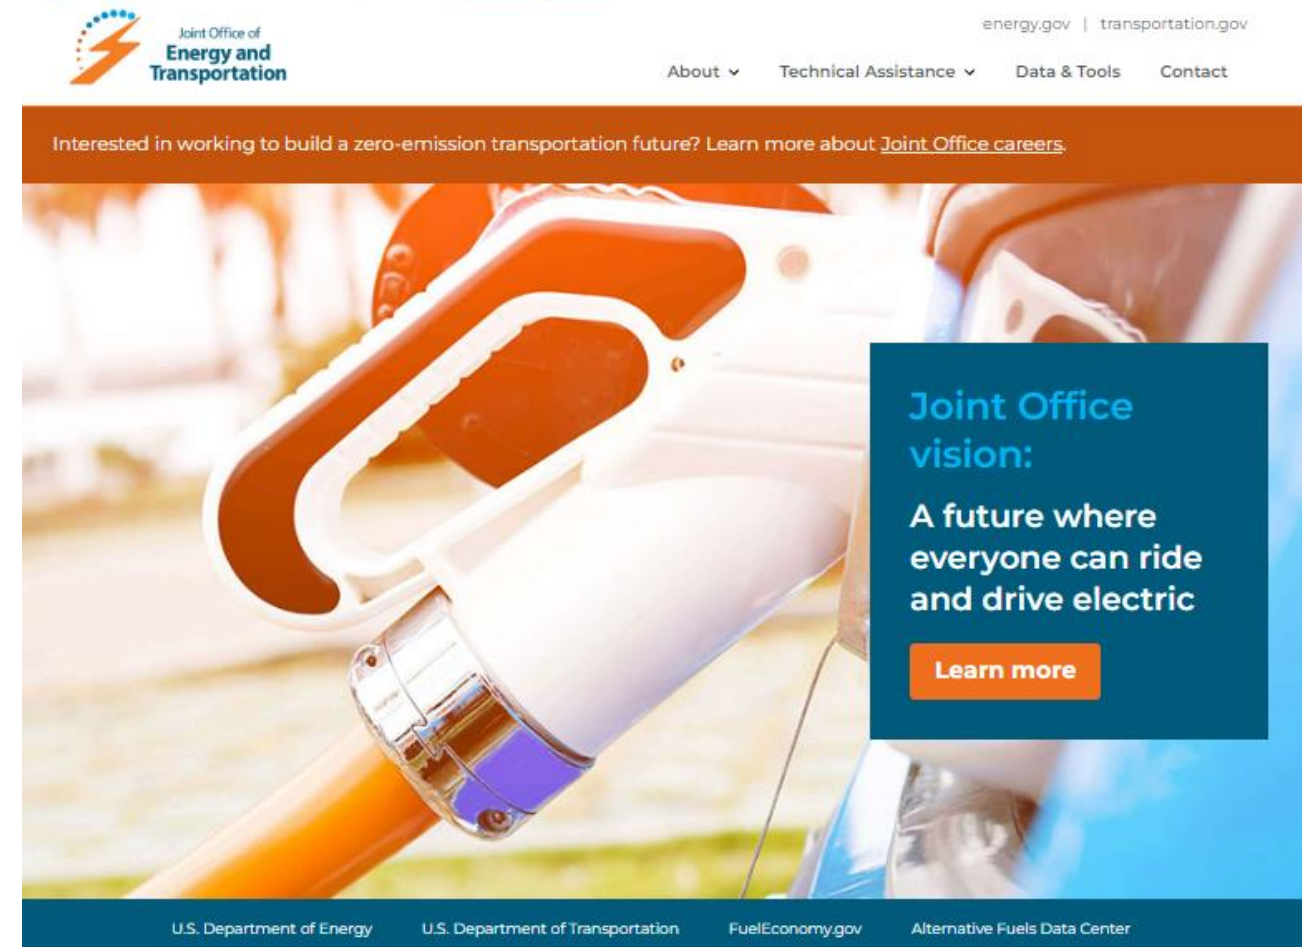 Joint Office of
Energy and
Transportation
energy.gov | transportation.gov
About
Technical Assistance
Data & Tools
Contact
Interested in working to build a zero-emission transportation future? Learn more about Joint Office careers.
Joint Office
vision:
A future where
everyone can ride
and drive electric
Learn more
U.S. Department of Energy
U.S. Department of Transportation
FuelEconomy.gov
Alternative Fuels Data Center